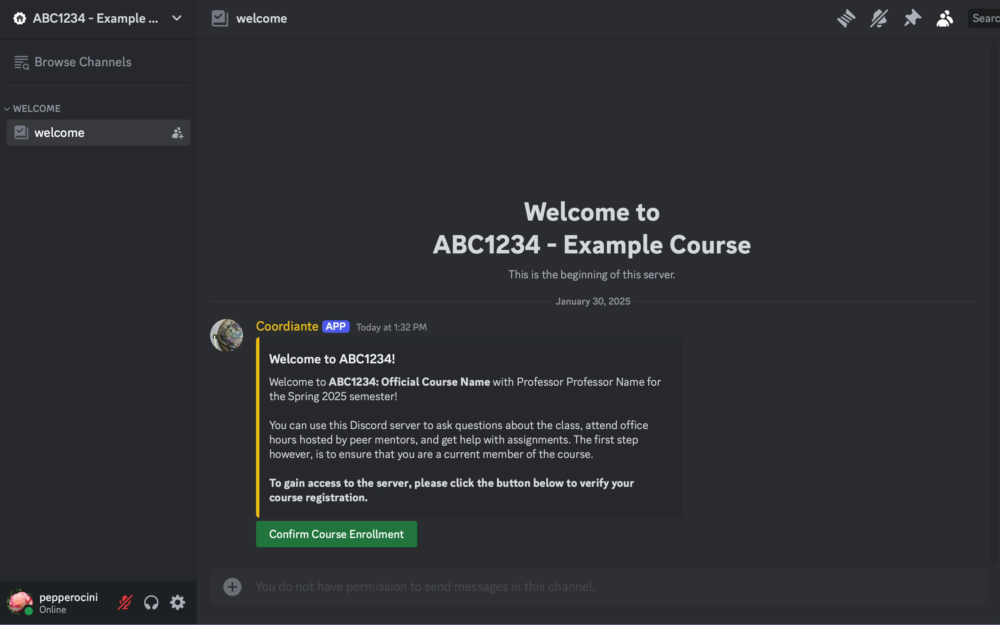 ABC1234 - Example ...
welcome
Searc
Browse Channels
WELCOME
welcome
Welcome to
ABC1234 - Example Course
This is the beginning of this server.
January 30, 2025
Coordiante APP Today at 1:32 PM
Welcome to ABC1234!
Welcome to ABC1234: Official Course Name with Professor Professor Name for
the Spring 2025 semester!
You can use this Discord server to ask questions about the class, attend office
hours hosted by peer mentors, and get help with assignments. The first step
however, is to ensure that you are a current member of the course.
To gain access to the server, please click the button below to verify your
course registration.
Confirm Course Enrollment
You do not have permission to send messages in this channel.
pepperocini
Online